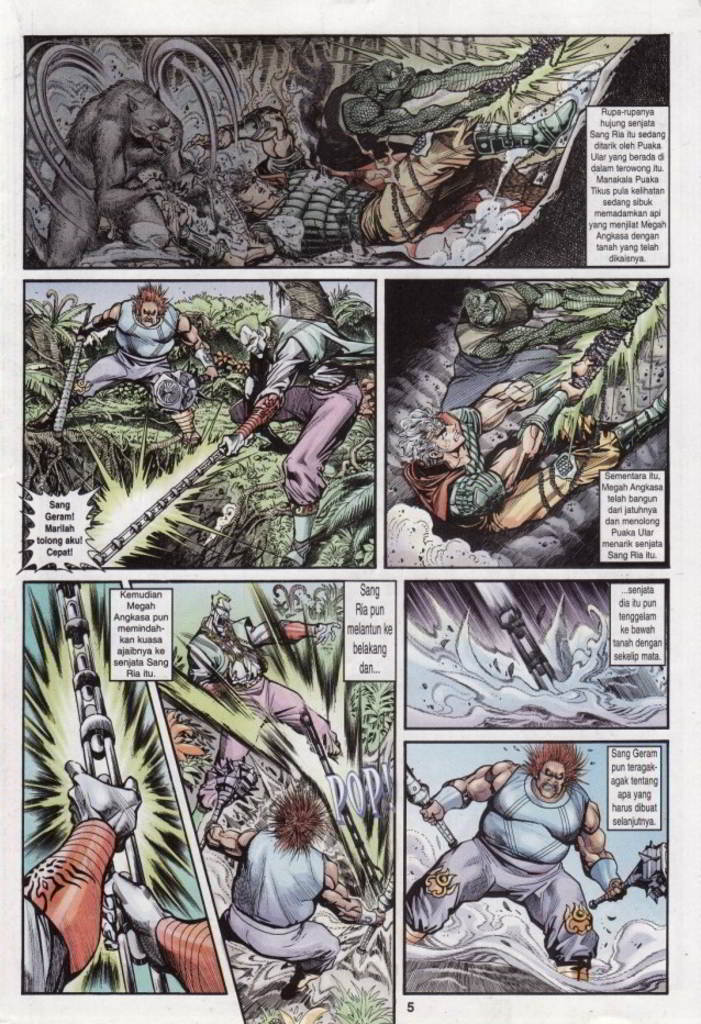 Rupa-rupanya
hujung senjata
Sang Ria itu sedang
ditarik oleh Puaka
Ular yang berada di
dalam terowong itu.
Manakala Puaka
Tikus pula kelihatan
sedang sibuk
memadamkan api
yang menjilat Megah
Angkasa dengan
tanah yang telah
dikaisnya.
Sang
Geram!
Marilah
tolong aku!
Cepat!
Sementara itu,
Megah Angkasa
telah bangun
dari jatuhnya
dan menolong
Puaka Ular
menarik senjata
Sang Ria itu.
Kemudian
Megah
Angkasa pun
memindah-
kan kuasa
ajaibnya ke
senjata Sang
Ria itu.
Sang
Ria pun
melantun ke
belakang
dan...
...senjata
dia itu pun
tenggelam
ke bawah
tanah dengan
sekelip mata.
Sang Geram
pun teragak-
agak tentang
apa yang
harus dibuat
selanjutnya.
5